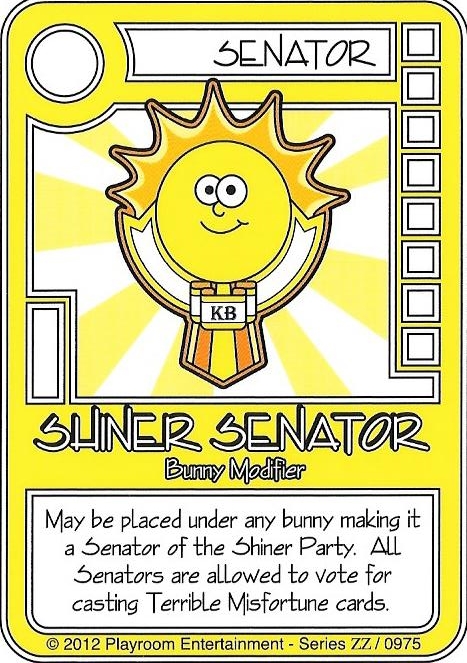 SENATOR
KB
SHINER SENATOR
Bunny Modifier
May be placed under any bunny making it
a Senator of the Shiner Party. All
Senators are allowed to vote for
casting Terrible Misfortune cards.
© 2012 Playroom Entertainment - Series ZZ / 0975